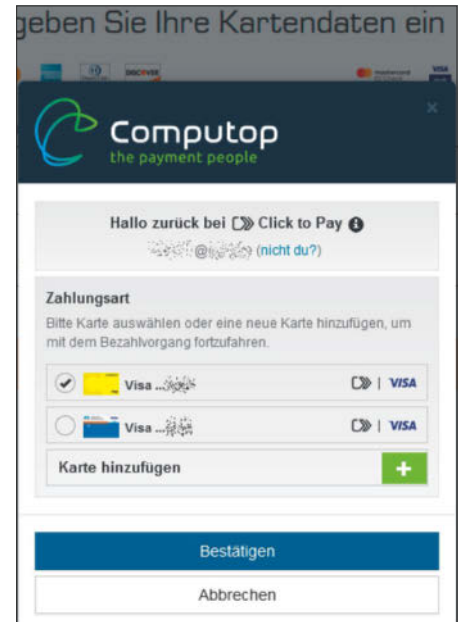 geben Sie Ihre Kartendaten ein
DISCOVER
mastercard
VISA
×
Computop
the payment people
Hallo zurück bei Click to Pay
@ (nicht du?)
Zahlungsart
Bitte Karte auswählen oder eine neue Karte hinzufügen, um
mit dem Bezahlvorgang fortzufahren.
Visa ... | VISA
Visa ... | VISA
Karte hinzufügen +
Bestätigen
Abbrechen